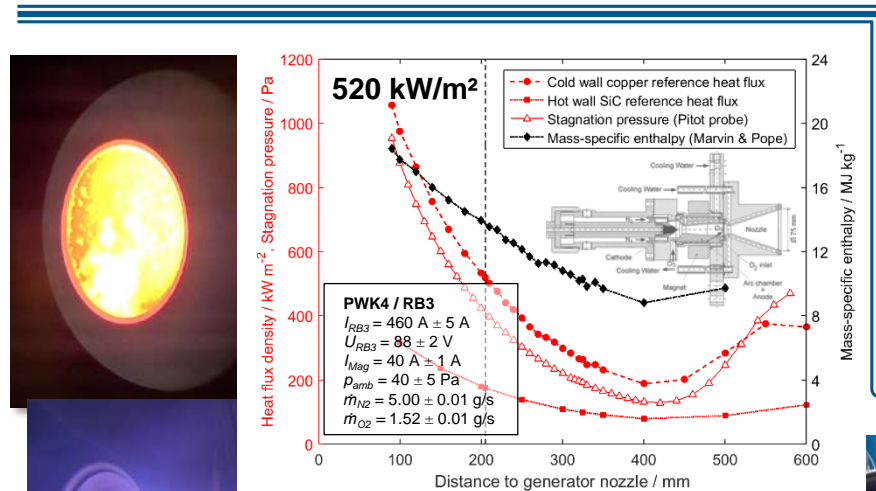 520 kW/m²
Cold wall copper reference heat flux
Hot wall SiC reference heat flux
Stagnation pressure (Pitot probe)
Mass-specific enthalpy (Marvin & Pope)
Heat flux density / kW m⁻², Stagnation pressure / Pa
1200
1000
800
600
400
200
0
24
20
16
12
8
4
0
Mass-specific enthalpy / MJ kg⁻¹
Cooling Water
Cooling Water
N₂
N₂
Cathode
O₂
Cooling Water
Magnet
Nozzle
Ø 75 mm
O₂ inlet
Arc chamber +
Anode
PWK4 / RB3
I_RB3 = 460 A ± 5 A
U_RB3 = 88 ± 2 V
I_Mag = 40 A ± 1 A
p_amb = 40 ± 5 Pa
ṁ_N2 = 5.00 ± 0.01 g/s
ṁ_O2 = 1.52 ± 0.01 g/s
0 100 200 300 400 500 600
Distance to generator nozzle / mm